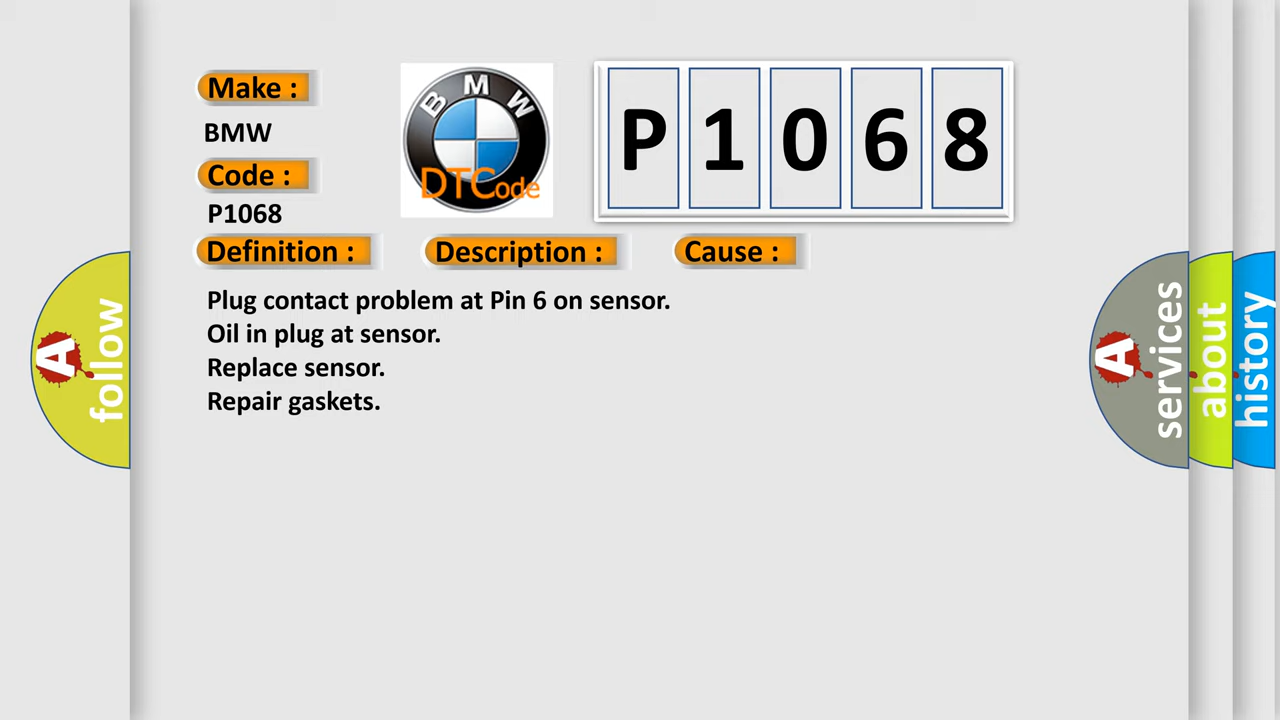 Make :
BMW
Code :
P1068
BMW
DTCode
P1068
Definition :
Description :
Cause :
Plug contact problem at Pin 6 on sensor.
Oil in plug at sensor.
Replace sensor.
Repair gaskets.
A follow
A services
about
history